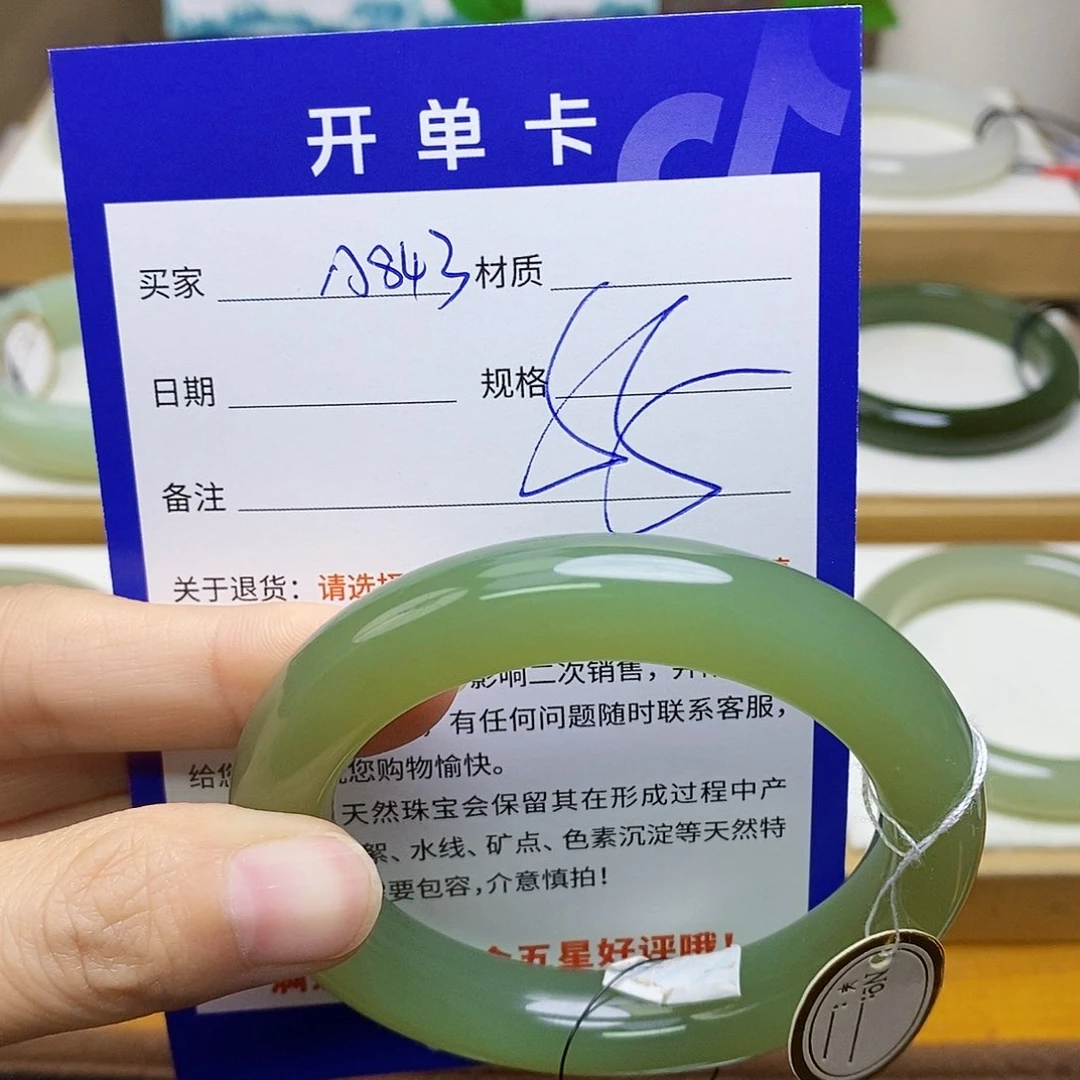 开单卡
买家 A843 材质
日期 规格
备注
关于退货：请选择
影响二次销售，
，有任何问题随时联系客服，
给您 您购物愉快。
天然珠宝会保留其在形成过程中产
絮、水线、矿点、色素沉淀等天然特
要包容，介意慎拍！
五星好评哦！